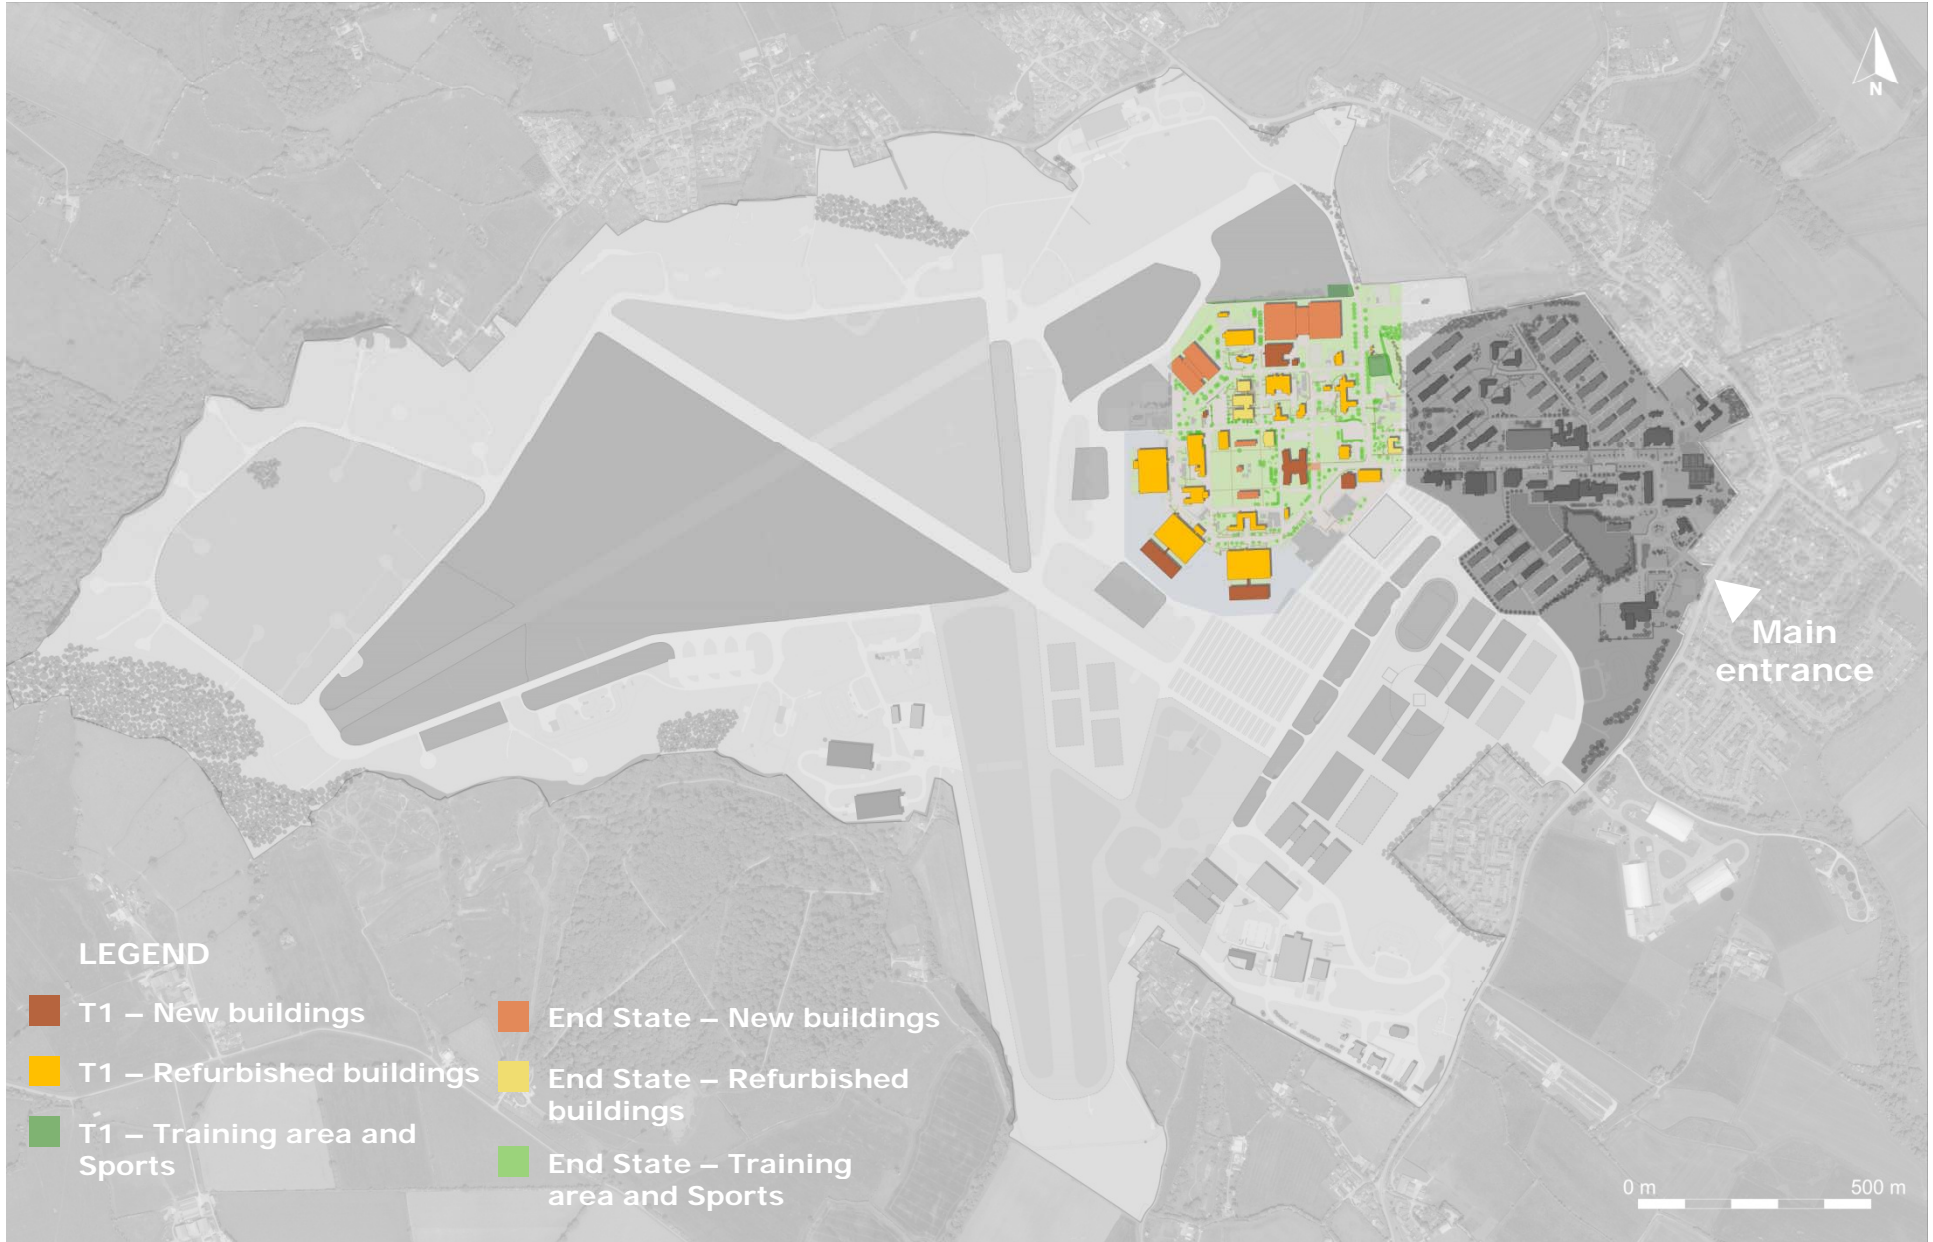 N
Main
entrance
LEGEND
T1 – New buildings
T1 – Refurbished buildings
T1 – Training area and
Sports
End State – New buildings
End State – Refurbished
buildings
End State – Training
area and Sports
0 m 500 m